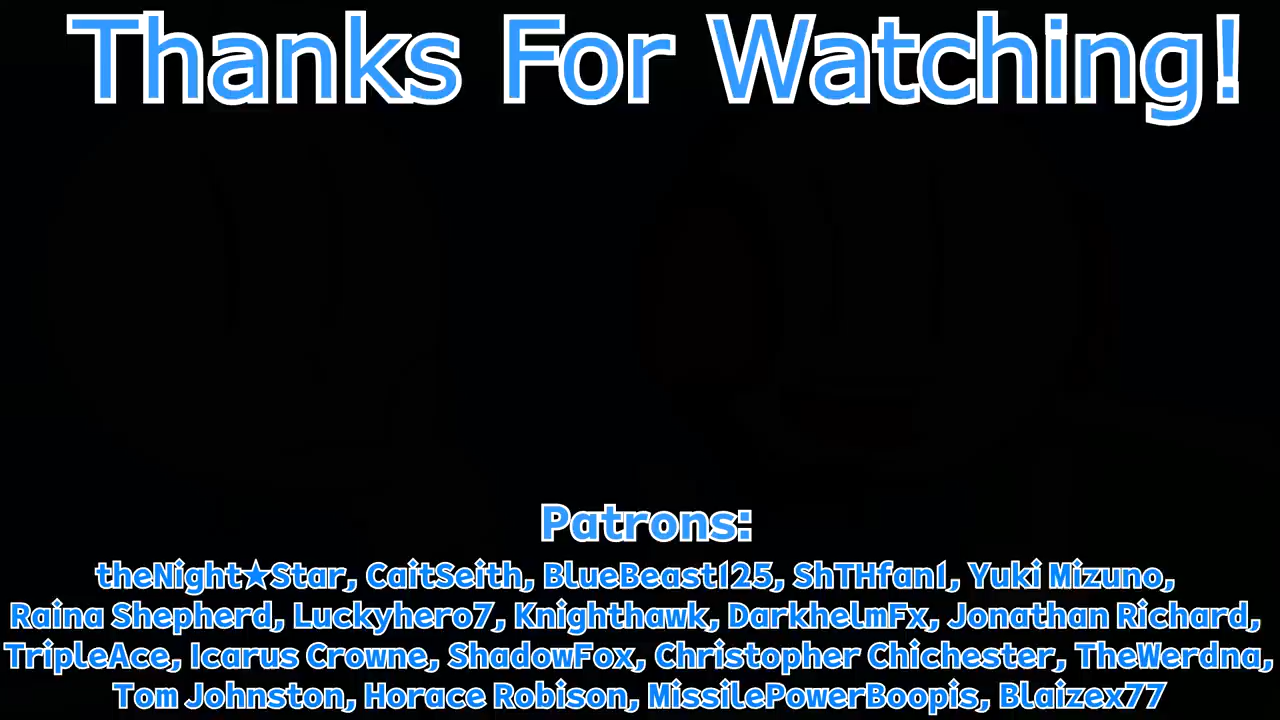 Thanks For Watching!
Patrons:
theNight★Star, CaitSeith, BlueBeast125, ShTHfan1, Yuki Mizuno,
Raina Shepherd, Luckyhero7, Knighthawk, DarkhelmFx, Jonathan Richard,
TripleAce, Icarus Crowne, ShadowFox, Christopher Chichester, TheWerdna,
Tom Johnston, Horace Robison, MissilePowerBoopis, Blaizex77